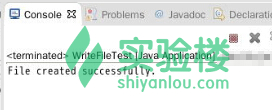 Console Problems @ Javadoc Declaratio
<terminated> WriteFileTest [Java Application]
File created successfully.
实验楼
shiyanlou.com